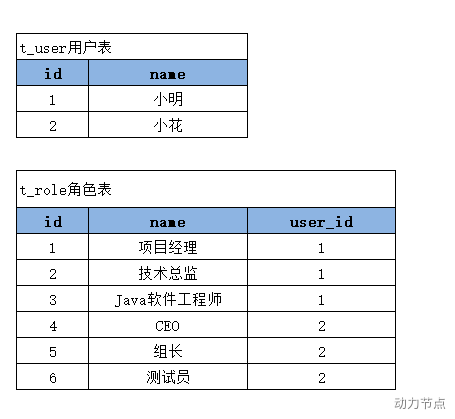 t_user用户表
id name
1 小明
2 小花
t_role角色表
id name user_id
1 项目经理 1
2 技术总监 1
3 Java软件工程师 1
4 CEO 2
5 组长 2
6 测试员 2
动力节点